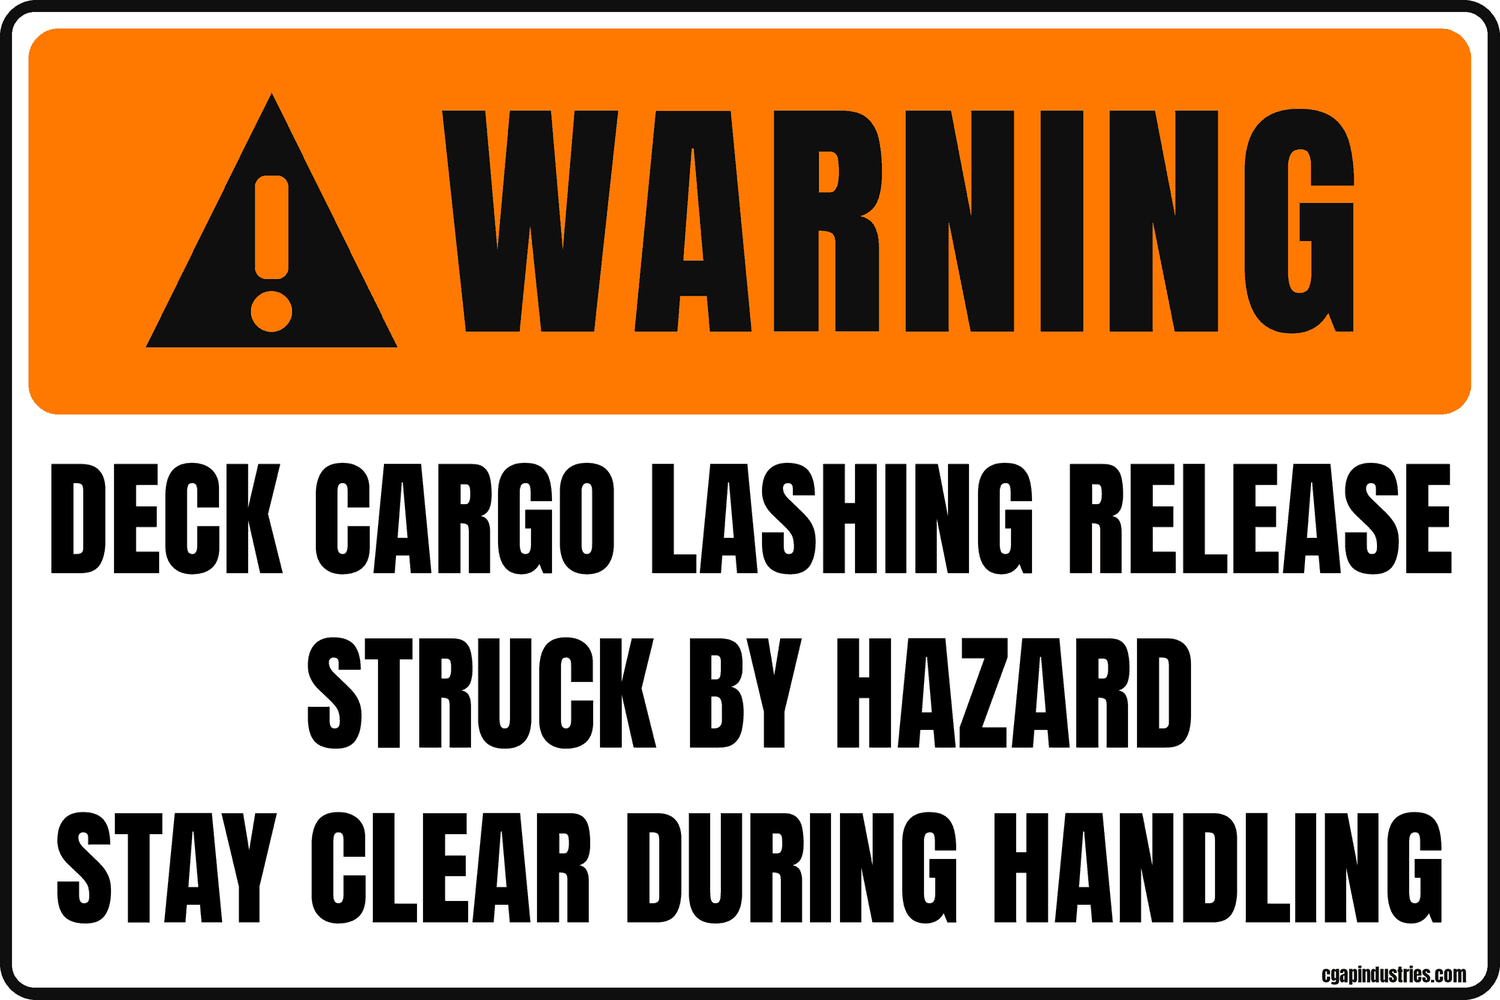 WARNING
DECK CARGO LASHING RELEASE
STRUCK BY HAZARD
STAY CLEAR DURING HANDLING
cgapindustries.com